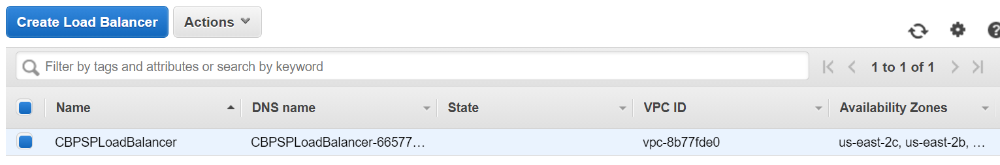 Create Load Balancer Actions
Filter by tags and attributes or search by keyword 1 to 1 of 1
Name DNS name State VPC ID Availability Zones
CBPSPLoadBalancer CBPSPLoadBalancer-66577... vpc-8b77fde0 us-east-2c, us-east-2b, ...